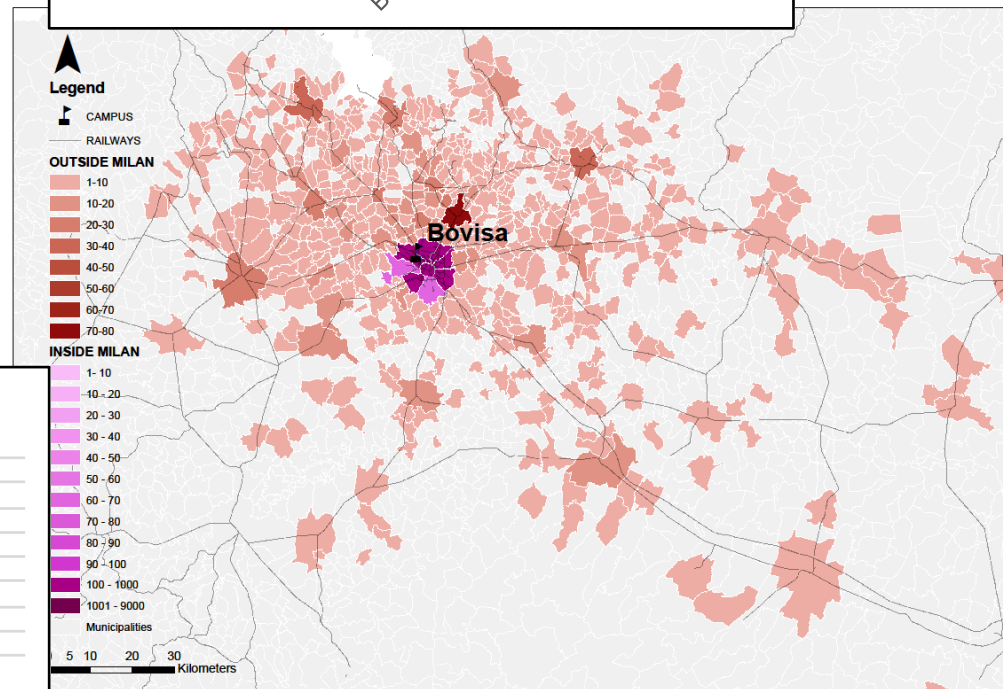 Legend
CAMPUS
RAILWAYS
OUTSIDE MILAN
1-10
10-20
20-30
30-40
40-50
50-60
60-70
70-80
INSIDE MILAN
1- 10
10 - 20
20 - 30
30 - 40
40 - 50
50 - 60
60 - 70
70 - 80
80 - 90
90 - 100
100 - 1000
1001 - 9000
Municipalities
5 10 20 30
Kilometers
Bovisa